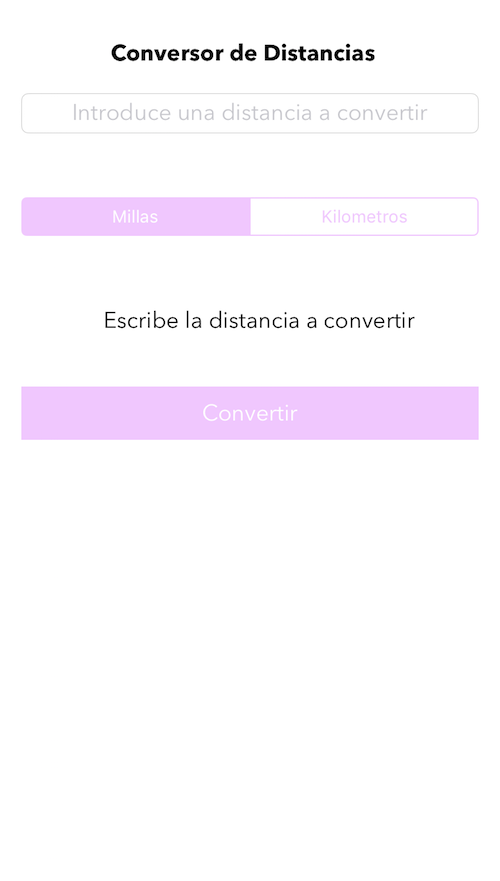 Conversor de Distancias
Introduce una distancia a convertir
Millas
Kilometros
Escribe la distancia a convertir
Convertir